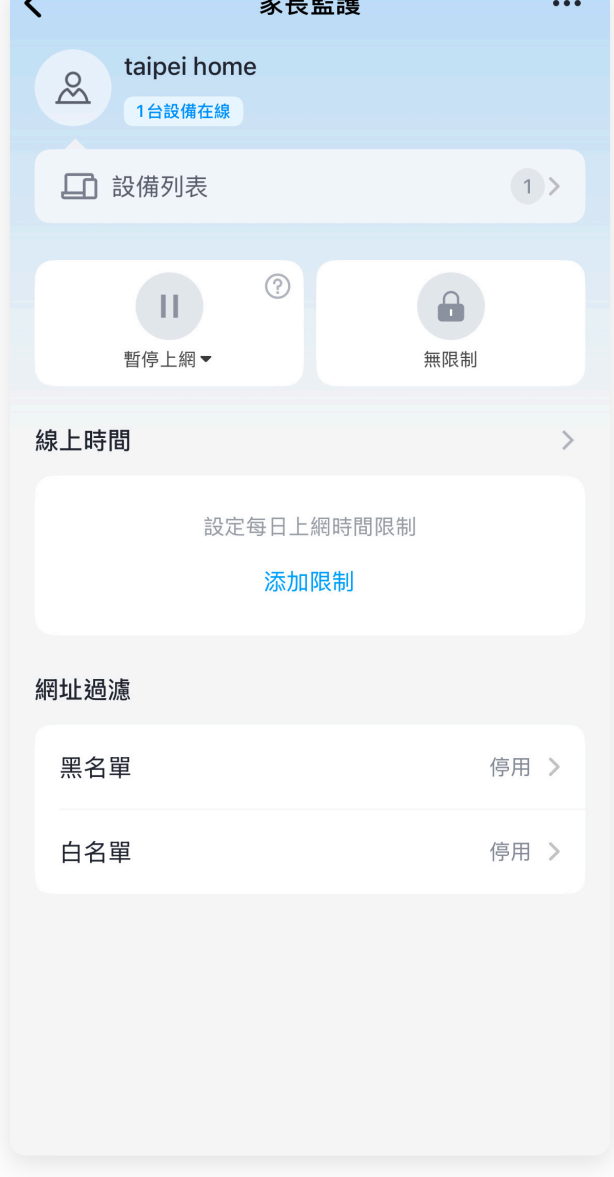 家長監護
taipei home
1台設備在線
設備列表
1
?
暫停上網
無限制
線上時間
設定每日上網時間限制
添加限制
網址過濾
黑名單
停用
白名單
停用